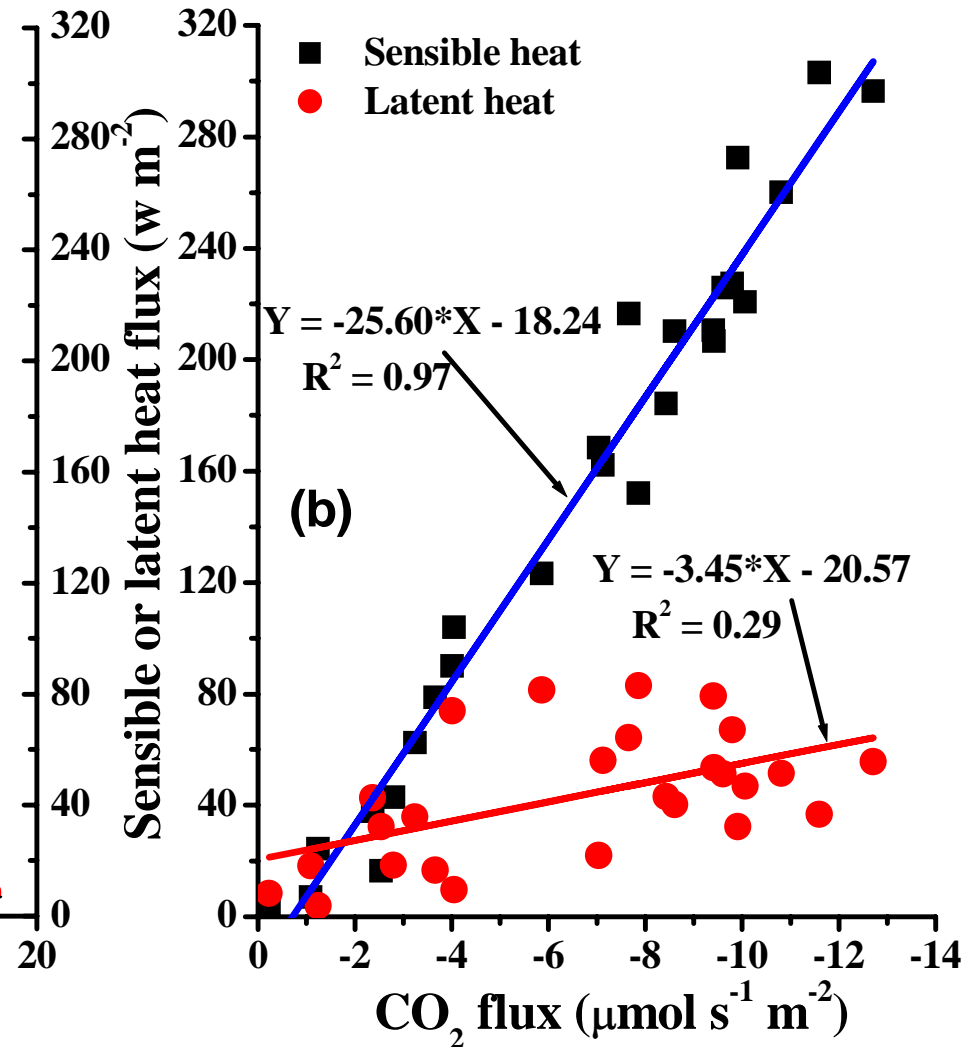 320
280
240
200
160
120
80
40
0
20
Sensible or latent heat flux (w m⁻²)
320
280
240
200
160
120
80
40
0
Sensible heat
Latent heat
Y = -25.60*X - 18.24
R² = 0.97
(b)
Y = -3.45*X - 20.57
R² = 0.29
0 -2 -4 -6 -8 -10 -12 -14
CO₂ flux (μmol s⁻¹ m⁻²)